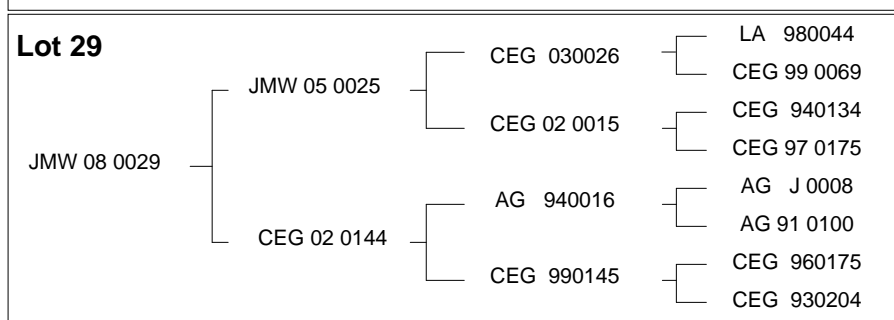 LA 980044
Lot 29
CEG 030026
CEG 99 0069
JMW 05 0025
CEG 940134
CEG 02 0015
CEG 97 0175
JMW 08 0029
AG J 0008
AG 940016
AG 91 0100
CEG 02 0144
CEG 960175
CEG 990145
CEG 930204